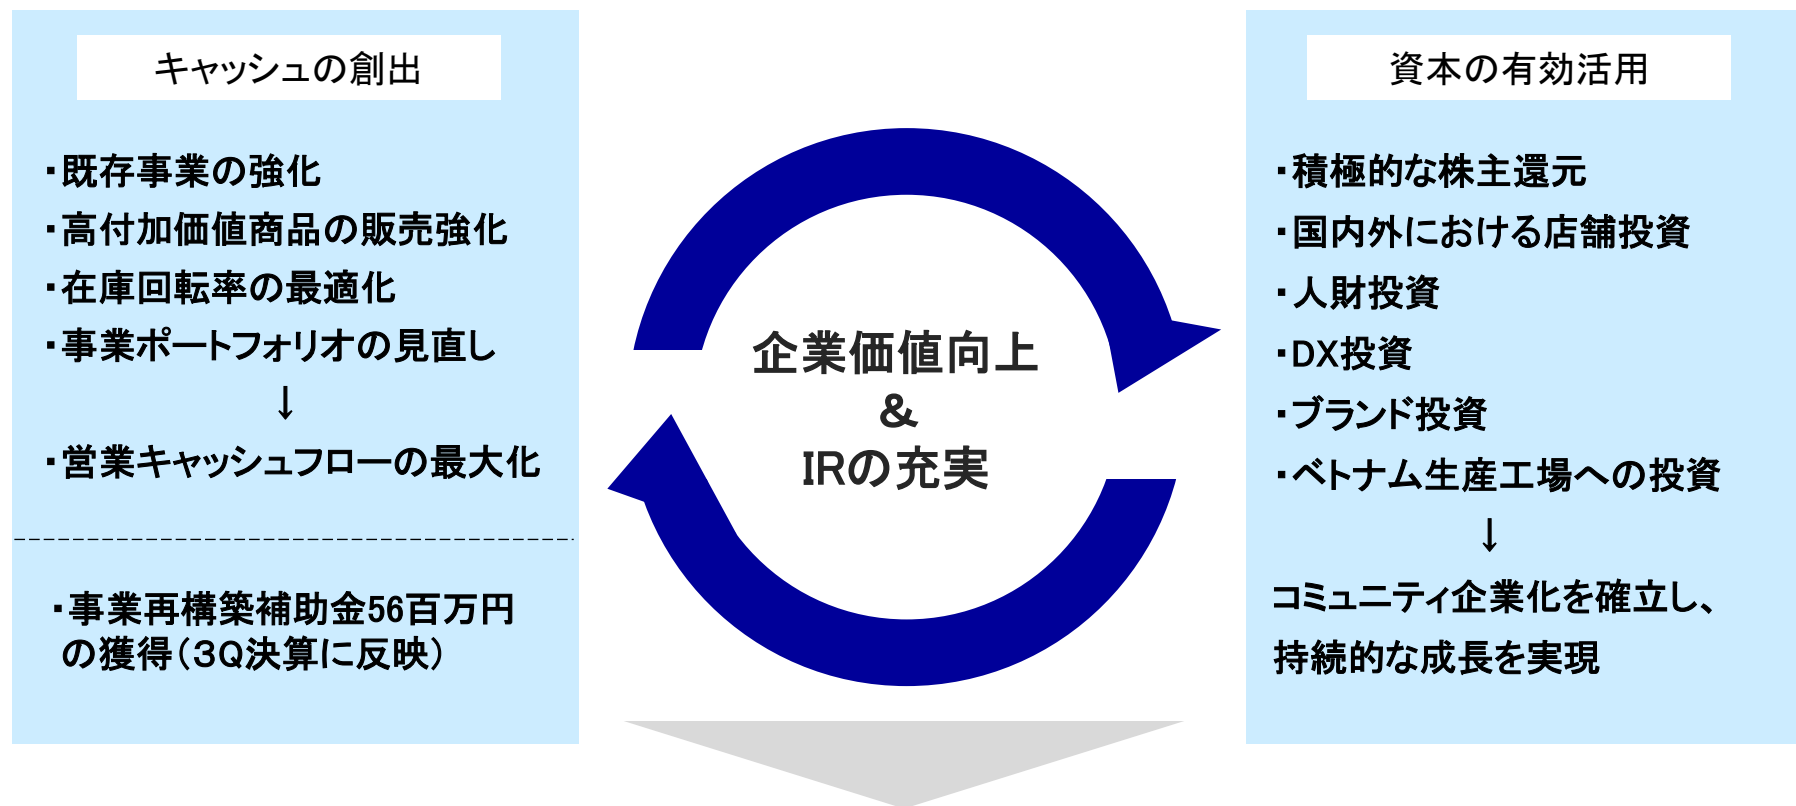 キャッシュの創出
・既存事業の強化
・高付加価値商品の販売強化
・在庫回転率の最適化
・事業ポートフォリオの見直し
↓
・営業キャッシュフローの最大化
・事業再構築補助金56百万円
の獲得（3Q決算に反映）
企業価値向上
&
IRの充実
資本の有効活用
・積極的な株主還元
・国内外における店舗投資
・人財投資
・DX投資
・ブランド投資
・ベトナム生産工場への投資
↓
コミュニティ企業化を確立し、
持続的な成長を実現